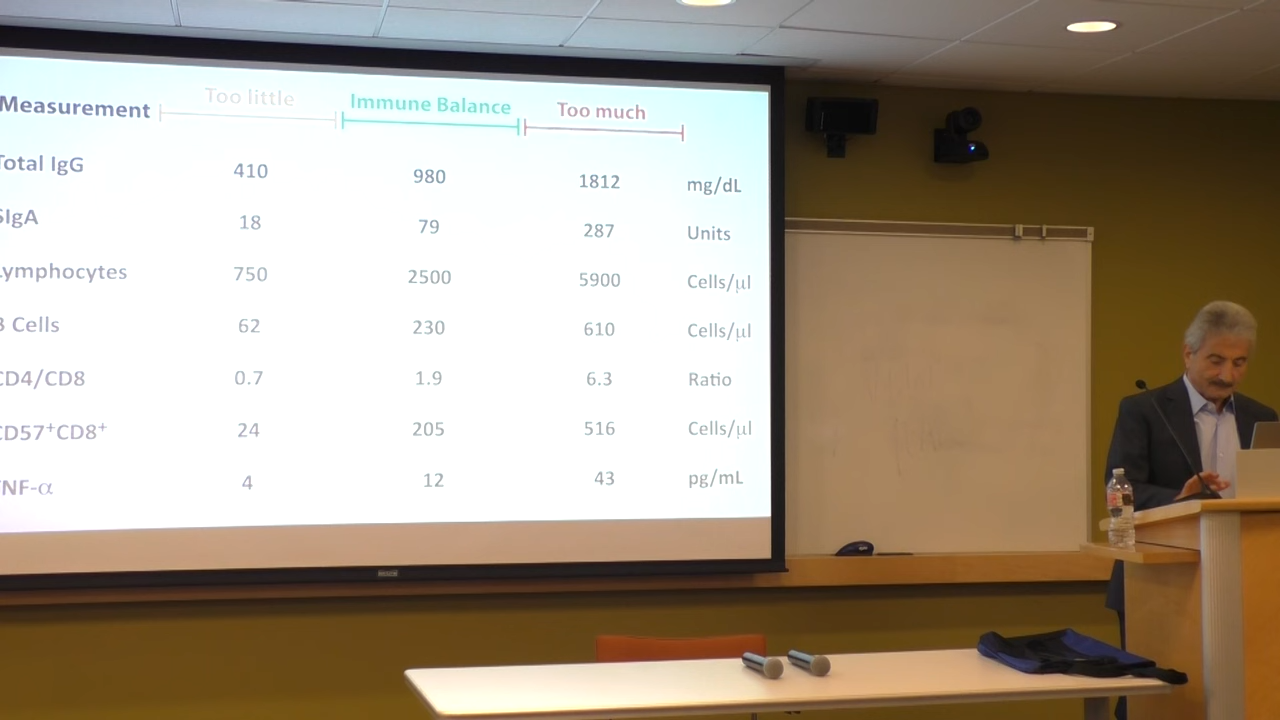 Measurement Too little Immune Balance Too much
Total IgG 410 980 1812 mg/dL
SIgA 18 79 287 Units
Lymphocytes 750 2500 5900 Cells/μl
B Cells 62 230 610 Cells/μl
CD4/CD8 0.7 1.9 6.3 Ratio
CD57⁺CD8⁺ 24 205 516 Cells/μl
TNF-α 4 12 43 pg/mL